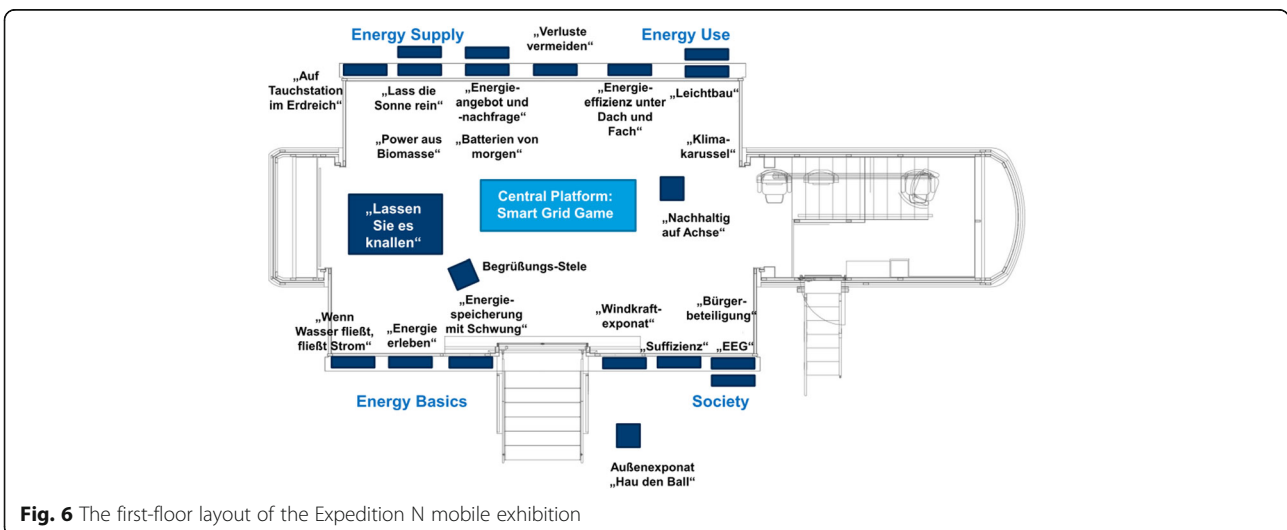 Energy Supply
Energy Use
„Verluste
vermeiden“
„Auf
Tauchstation
im Erdreich“
„Lass die
Sonne rein“
„Energie-
angebot und
-nachfrage“
„Energie-
effizienz unter
Dach und
Fach“
„Leichtbau“
„Power aus
Biomasse“
„Batterien von
morgen“
„Klima-
karussel“
„Lassen
Sie es
knallen“
Central Platform:
Smart Grid Game
„Nachhaltig
auf Achse“
Begrüßungs-Stele
„Wenn
Wasser fließt,
fließt Strom“
„Energie
erleben“
„Energie-
speicherung
mit Schwung“
„Windkraft-
exponat“
„Bürger-
beteiligung“
„Suffizienz“
„EEG“
Energy Basics
Society
Außenexponat
„Hau den Ball“
Fig. 6 The first-floor layout of the Expedition N mobile exhibition